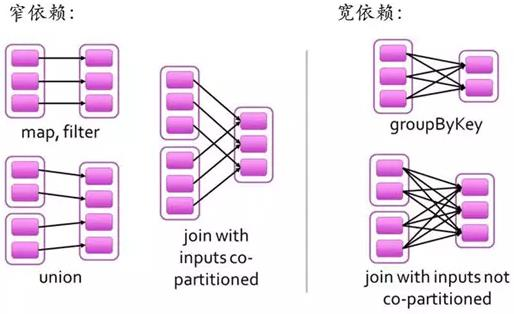 窄依赖:
宽依赖:
map, filter
union
join with
inputs co-
partitioned
groupByKey
join with inputs not
co-partitioned